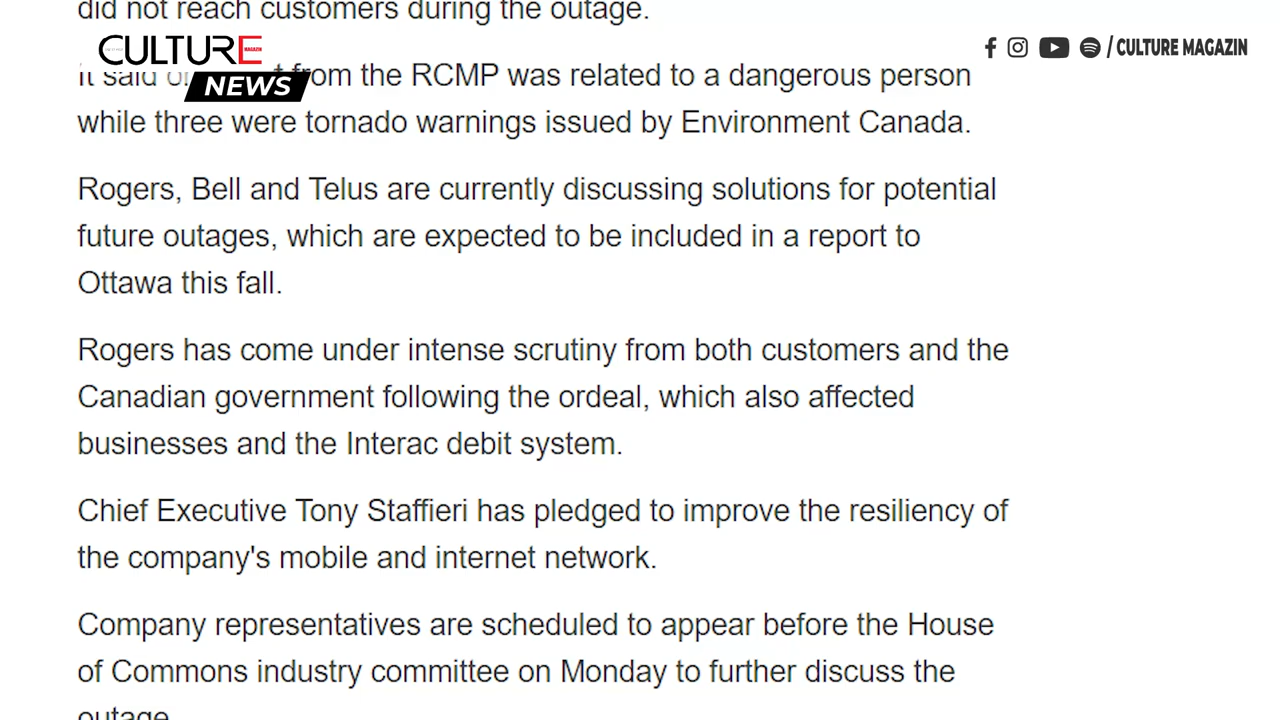 did not reach customers during the outage.
CULTURE
MAGAZIN
NEWS
/ CULTURE MAGAZIN
It said from the RCMP was related to a dangerous person
while three were tornado warnings issued by Environment Canada.
Rogers, Bell and Telus are currently discussing solutions for potential
future outages, which are expected to be included in a report to
Ottawa this fall.
Rogers has come under intense scrutiny from both customers and the
Canadian government following the ordeal, which also affected
businesses and the Interac debit system.
Chief Executive Tony Staffieri has pledged to improve the resiliency of
the company's mobile and internet network.
Company representatives are scheduled to appear before the House
of Commons industry committee on Monday to further discuss the
outage.